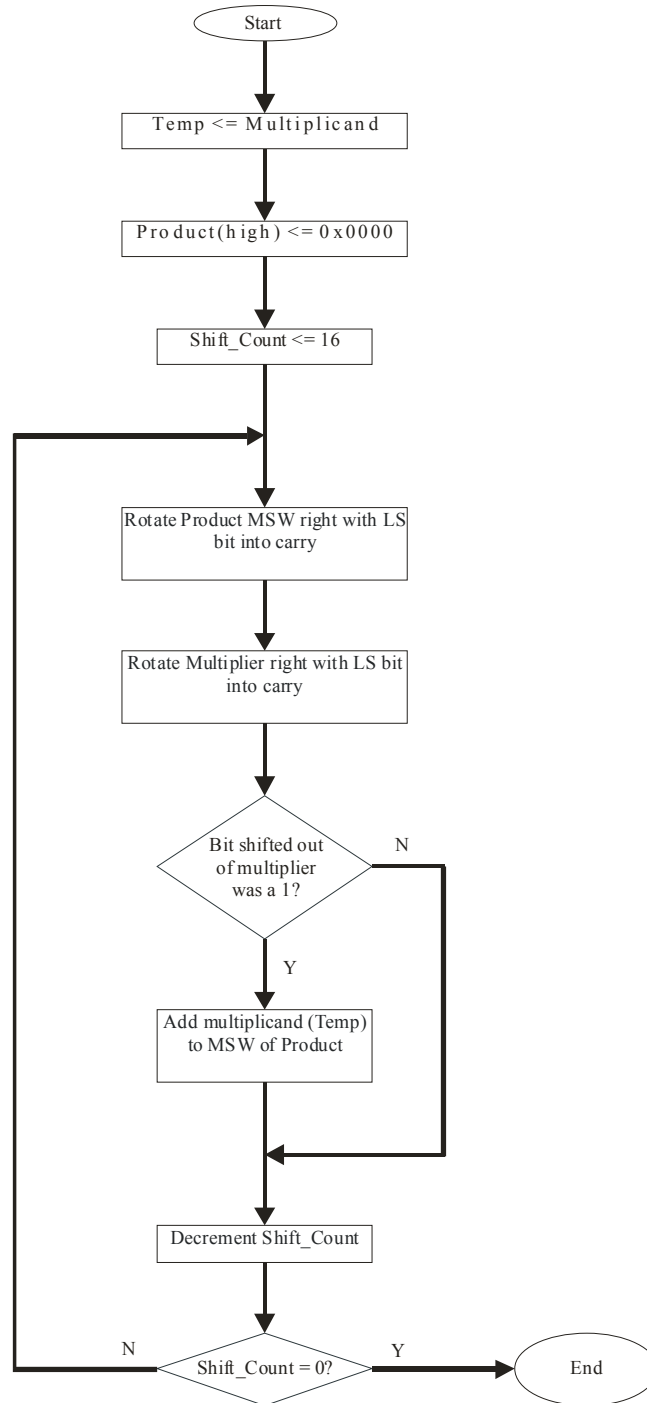 Start
Temp <= Multiplicand
Product(high) <= 0x0000
Shift_Count <= 16
Rotate Product MSW right with LS
bit into carry
Rotate Multiplier right with LS bit
into carry
Bit shifted out
of multiplier
was a 1?
N
Y
Add multiplicand (Temp)
to MSW of Product
Decrement Shift_Count
N
Shift_Count = 0?
Y
End